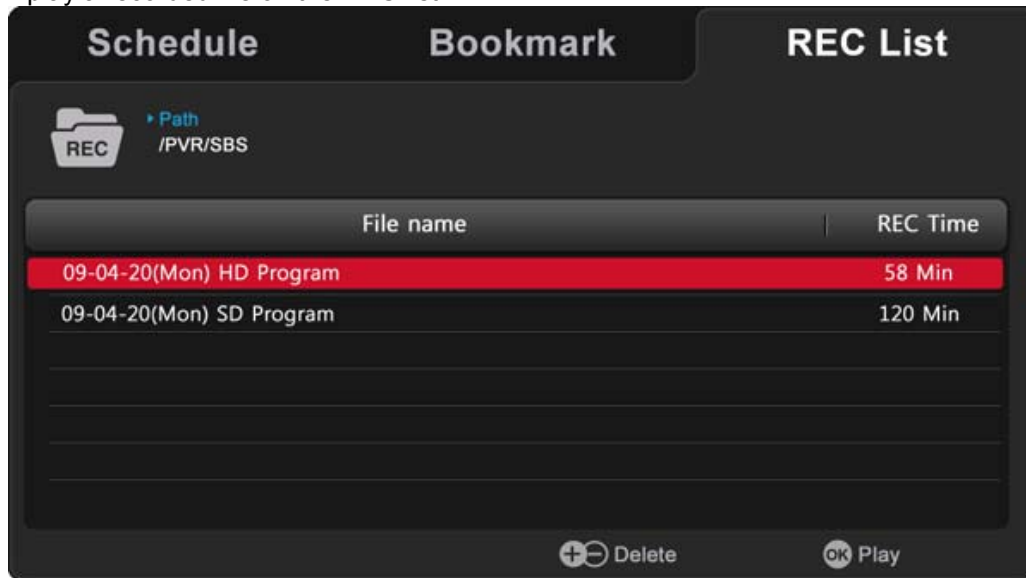 Schedule Bookmark REC List
REC
Path
/PVR/SBS
File name REC Time
09-04-20(Mon) HD Program 58 Min
09-04-20(Mon) SD Program 120 Min
Delete OK Play